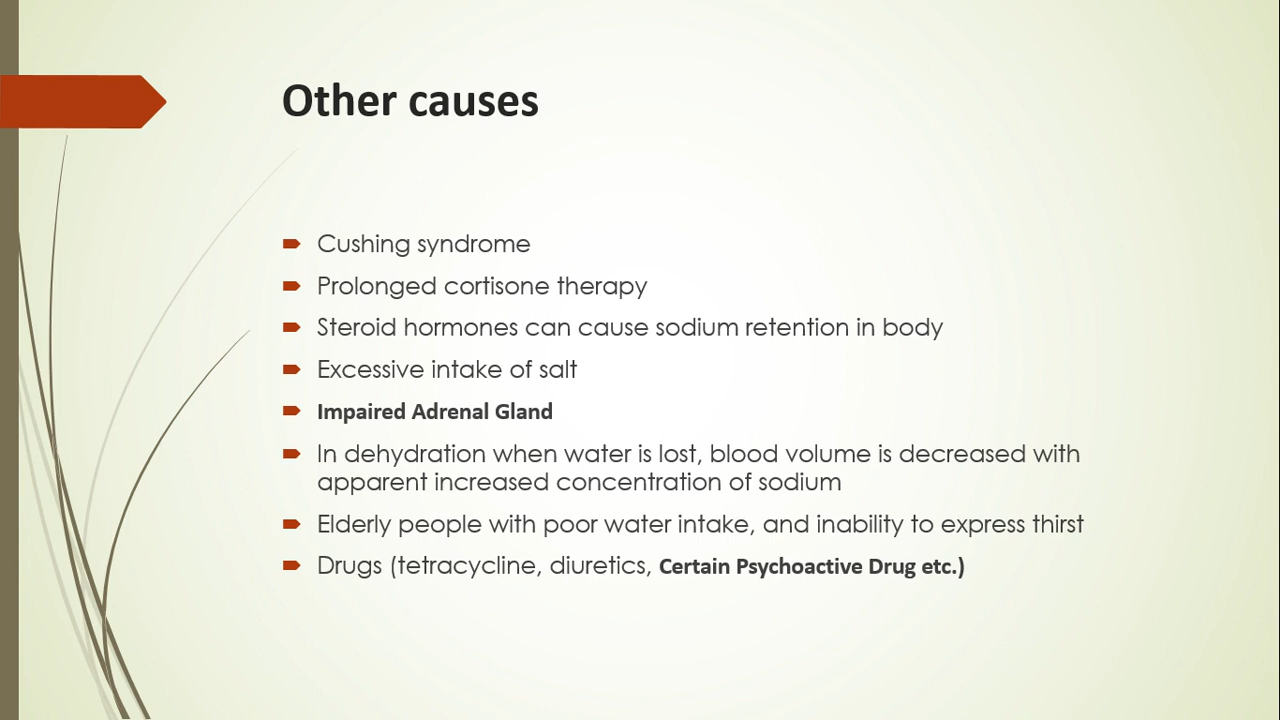 Other causes
Cushing syndrome
Prolonged cortisone therapy
Steroid hormones can cause sodium retention in body
Excessive intake of salt
Impaired Adrenal Gland
In dehydration when water is lost, blood volume is decreased with
apparent increased concentration of sodium
Elderly people with poor water intake, and inability to express thirst
Drugs (tetracycline, diuretics, Certain Psychoactive Drug etc.)